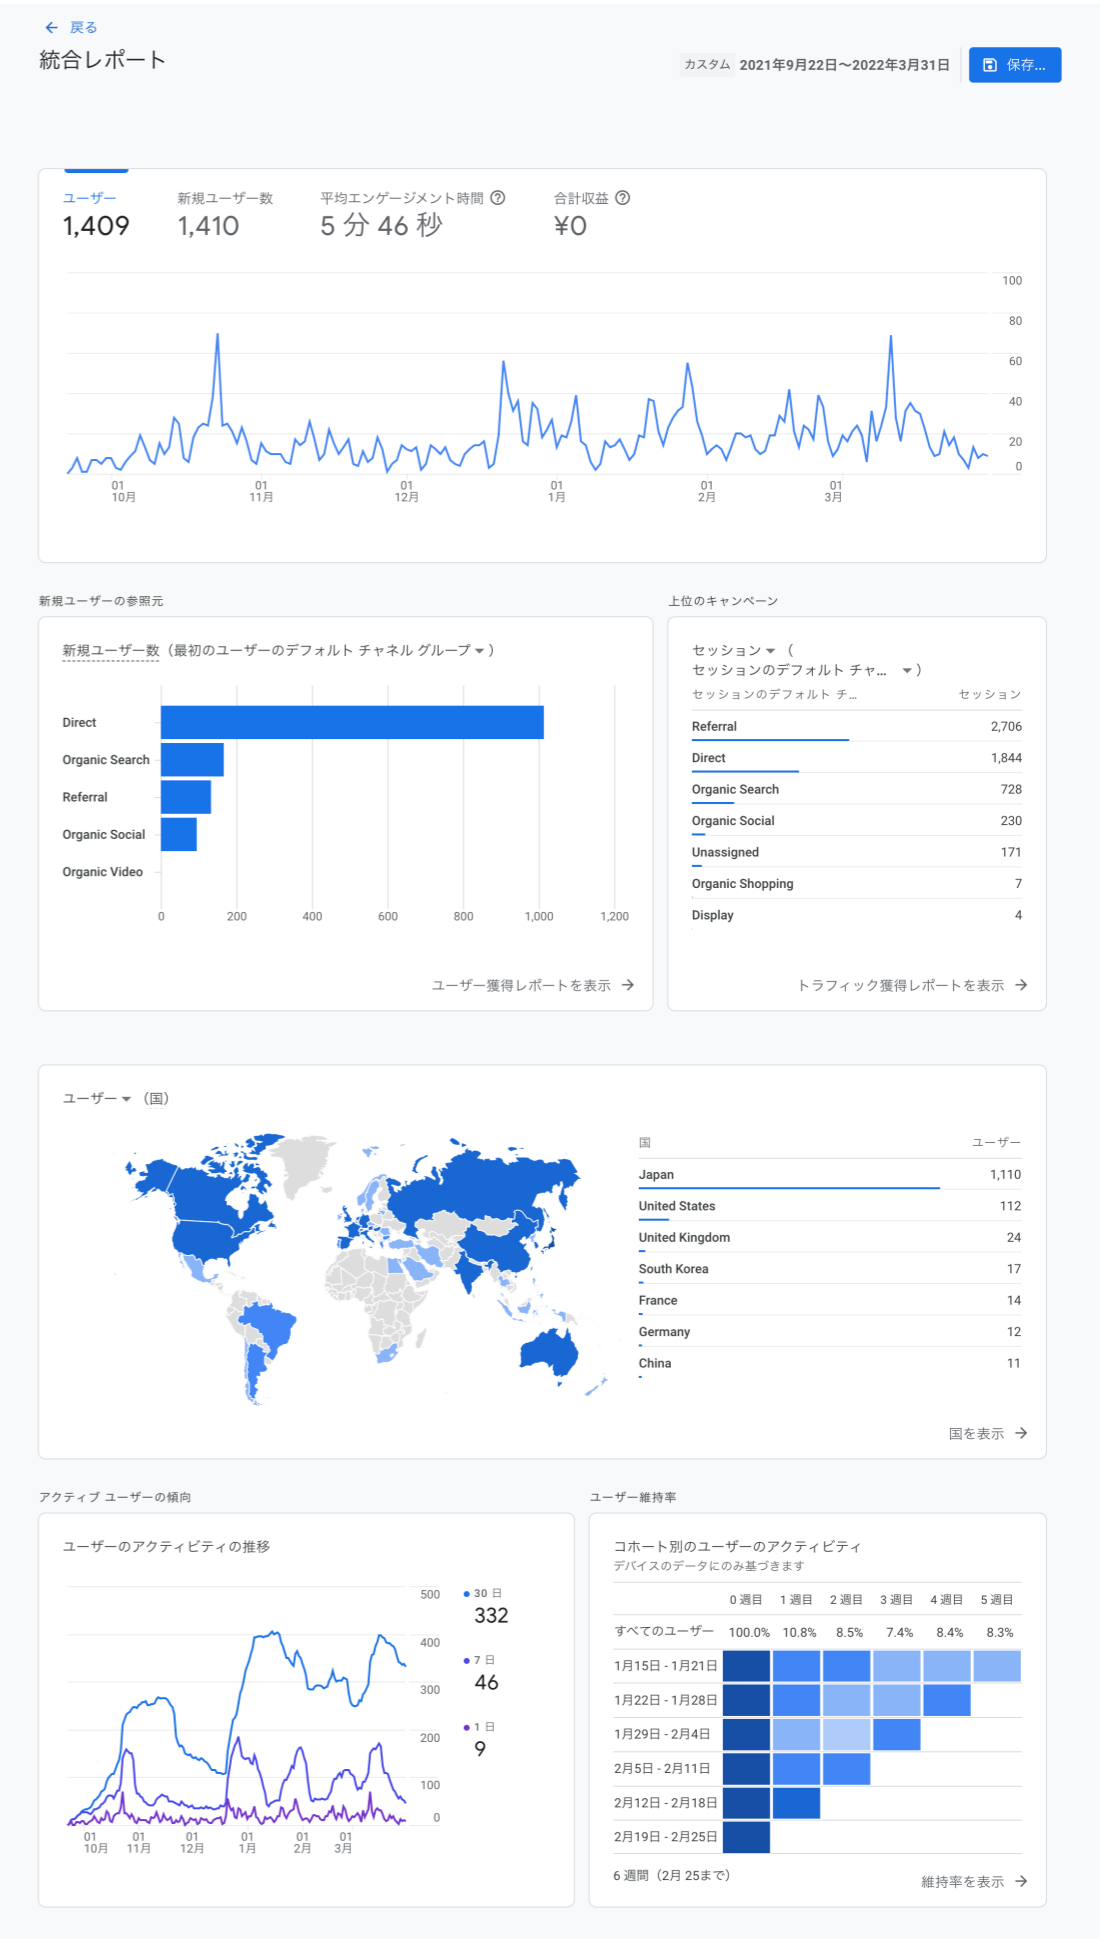 戻る
統合レポート
カスタム 2021年9月22日～2022年3月31日 保存...
ユーザー 新規ユーザー数 平均エンゲージメント時間 合計収益
1,409 1,410 5 分 46 秒 ¥0
100
80
60
40
20
0
01 01 01 01 01 01
10月 11月 12月 1月 2月 3月
新規ユーザーの参照元
新規ユーザー数（最初のユーザーのデフォルト チャネル グループ）
Direct
Organic Search
Referral
Organic Social
Organic Video
0 200 400 600 800 1,000 1,200
ユーザー獲得レポートを表示 →
上位のキャンペーン
セッション（
セッションのデフォルト チャ... ）
セッションのデフォルト チ... セッション
Referral 2,706
Direct 1,844
Organic Search 728
Organic Social 230
Unassigned 171
Organic Shopping 7
Display 4
トラフィック獲得レポートを表示 →
ユーザー （国）
国 ユーザー
Japan 1,110
United States 112
United Kingdom 24
South Korea 17
France 14
Germany 12
China 11
国を表示 →
アクティブ ユーザーの傾向
ユーザーのアクティビティの推移
500
400
300
200
100
0
01 01 01 01 01 01
10月 11月 12月 1月 2月 3月
30 日
332
7 日
46
1 日
9
ユーザー維持率
コホート別のユーザーのアクティビティ
デバイスのデータにのみ基づきます
0 週目 1 週目 2 週目 3 週目 4 週目 5 週目
すべてのユーザー 100.0% 10.8% 8.5% 7.4% 8.4% 8.3%
1月15日 - 1月21日
1月22日 - 1月28日
1月29日 - 2月4日
2月5日 - 2月11日
2月12日 - 2月18日
2月19日 - 2月25日
6 週間（2月 25まで）
維持率を表示 →